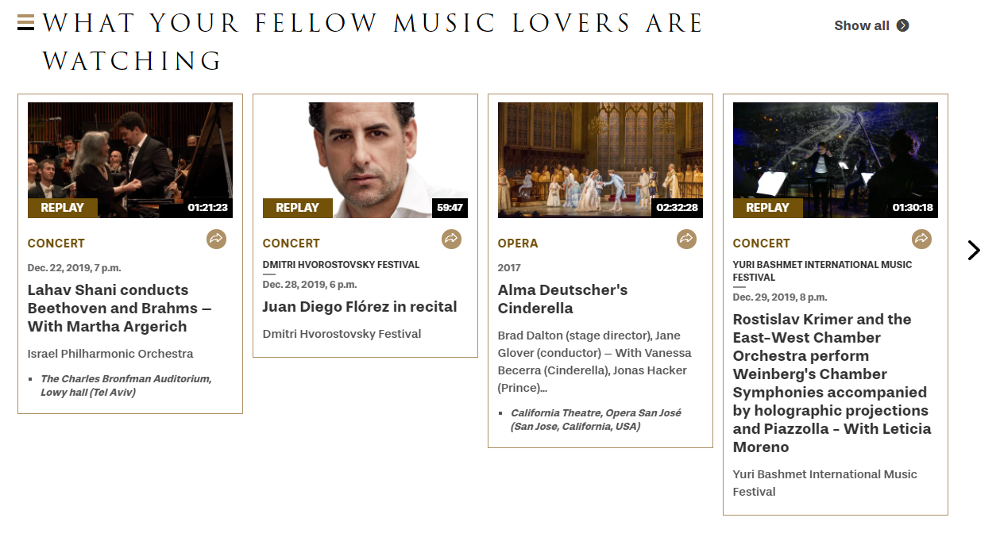 WHAT YOUR FELLOW MUSIC LOVERS ARE
WATCHING
Show all
REPLAY
01:21:23
CONCERT
Dec. 22, 2019, 7 p.m.
Lahav Shani conducts
Beethoven and Brahms —
With Martha Argerich
Israel Philharmonic Orchestra
The Charles Bronfman Auditorium,
Lowy hall (Tel Aviv)
REPLAY
59:47
CONCERT
DMITRI HVOROSTOVSKY FESTIVAL
Dec. 28, 2019, 6 p.m.
Juan Diego Flórez in recital
Dmitri Hvorostovsky Festival
02:32:28
OPERA
2017
Alma Deutscher's
Cinderella
Brad Dalton (stage director), Jane
Glover (conductor) — With Vanessa
Becerra (Cinderella), Jonas Hacker
(Prince)...
California Theatre, Opera San José
(San Jose, California, USA)
REPLAY
01:30:18
CONCERT
YURI BASHMET INTERNATIONAL MUSIC
FESTIVAL
Dec. 29, 2019, 8 p.m.
Rostislav Krimer and the
East-West Chamber
Orchestra perform
Weinberg's Chamber
Symphonies accompanied
by holographic projections
and Piazzolla - With Leticia
Moreno
Yuri Bashmet International Music
Festival